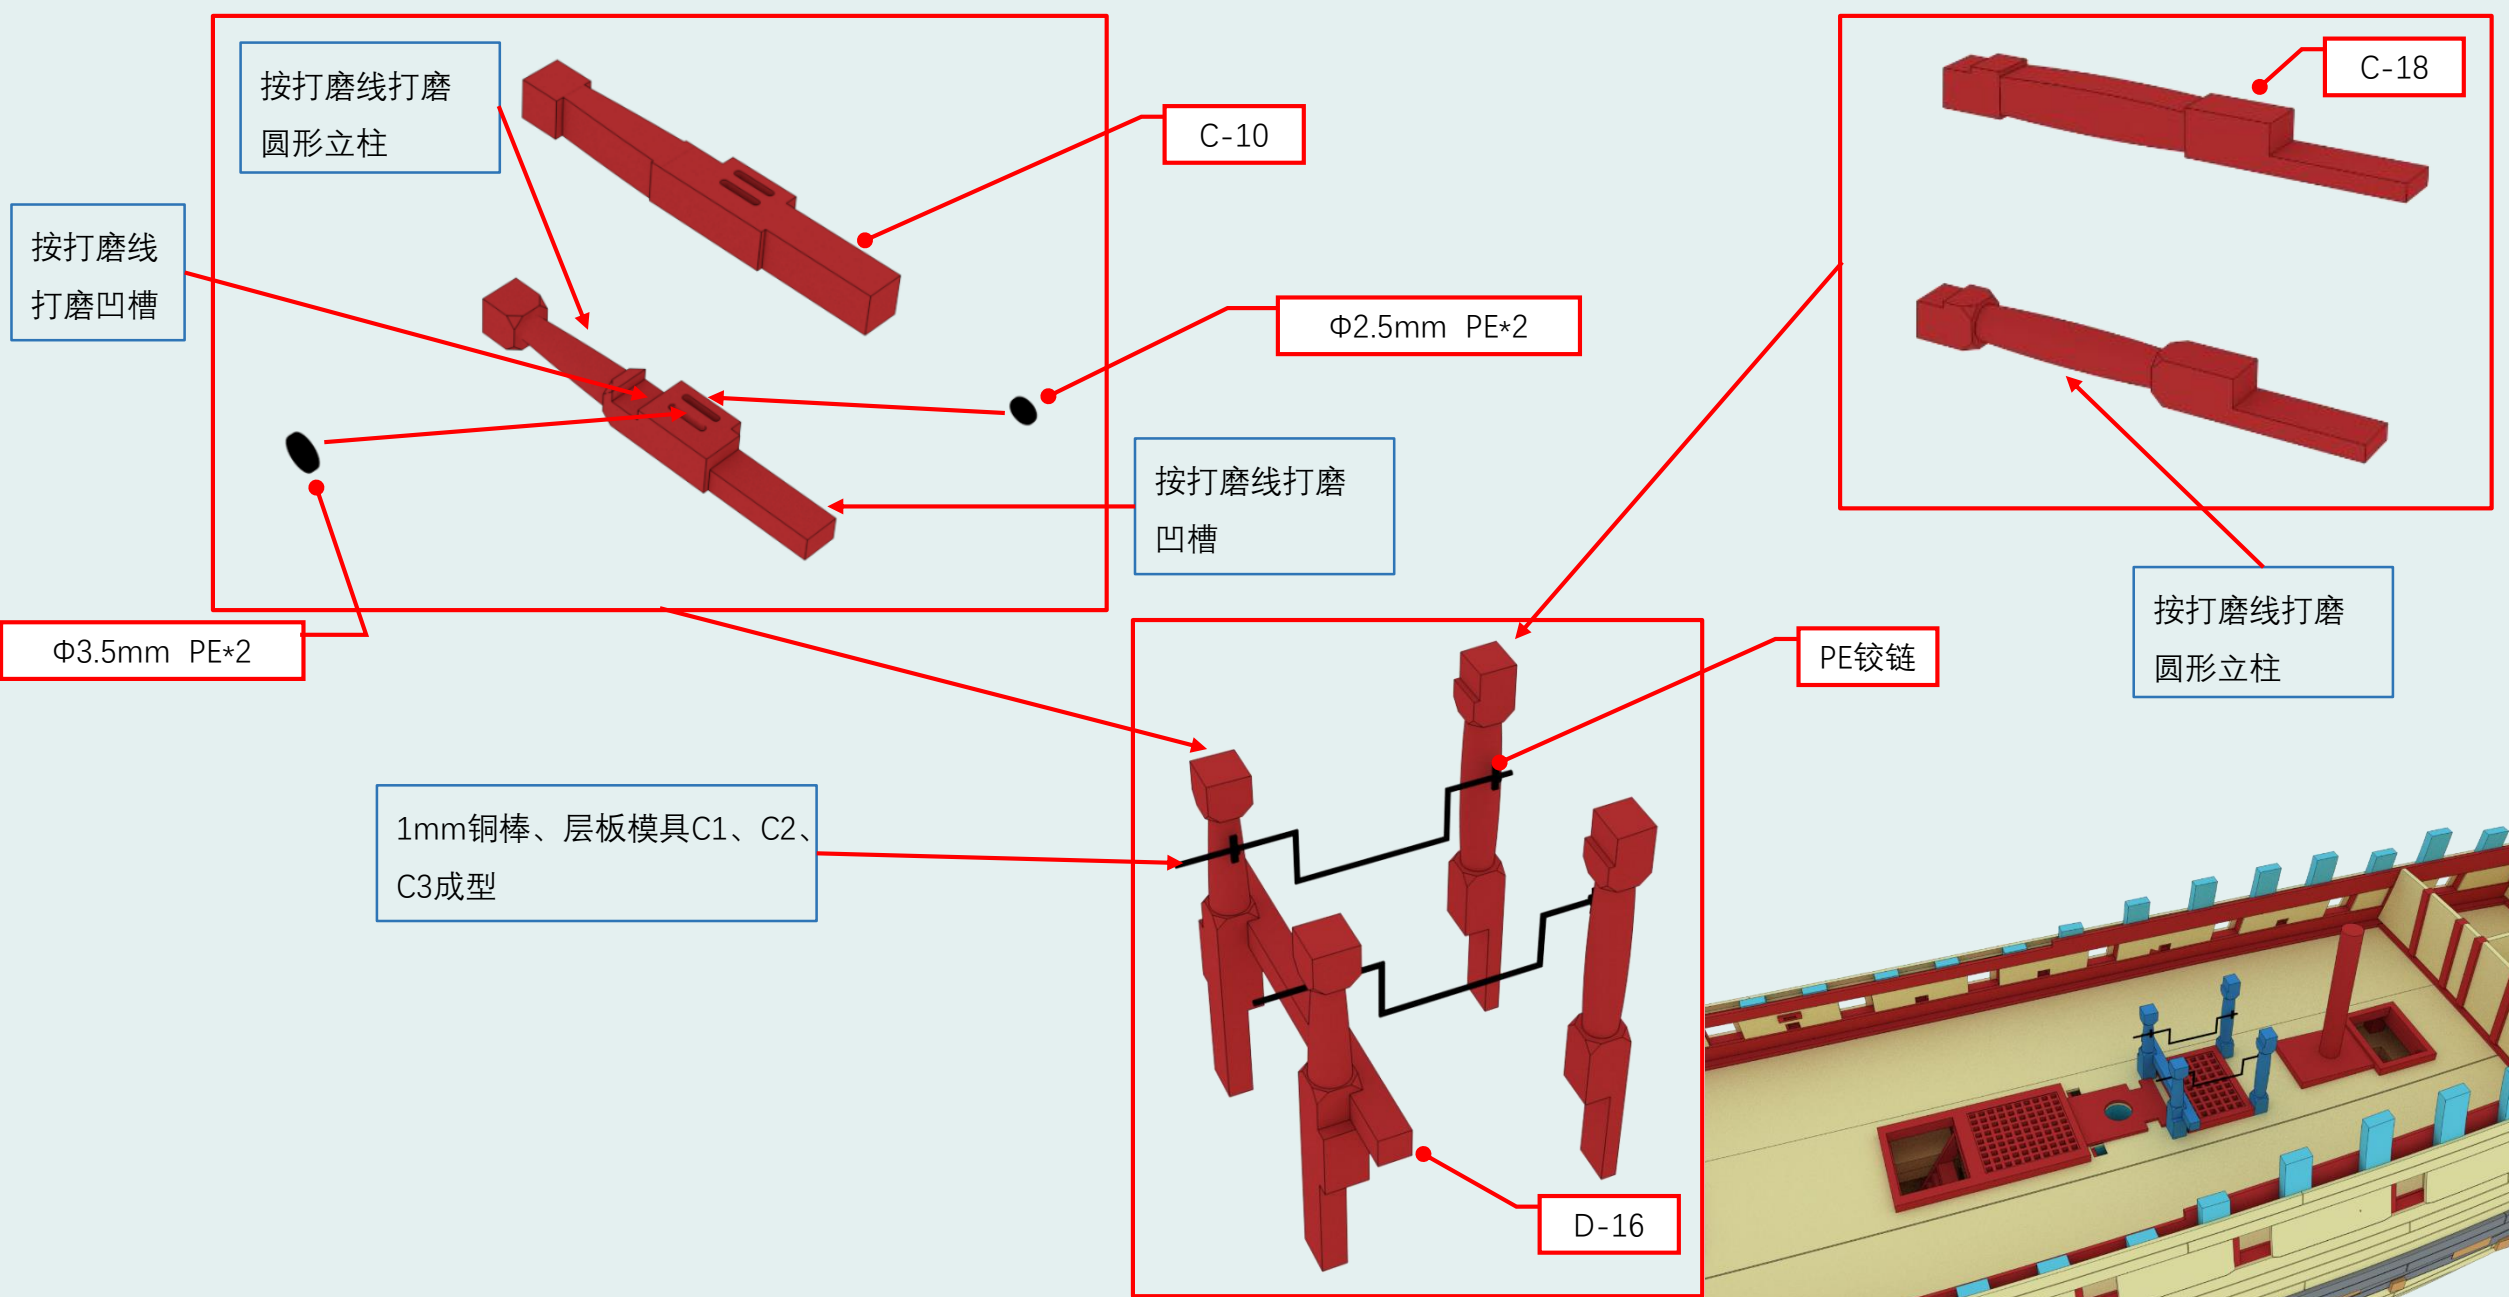 按打磨线打磨
圆形立柱
C-10
C-18
按打磨线
打磨凹槽
Φ2.5mm PE*2
按打磨线打磨
凹槽
Φ3.5mm PE*2
PE铰链
按打磨线打磨
圆形立柱
1mm铜棒、层板模具C1、C2、
C3成型
D-16